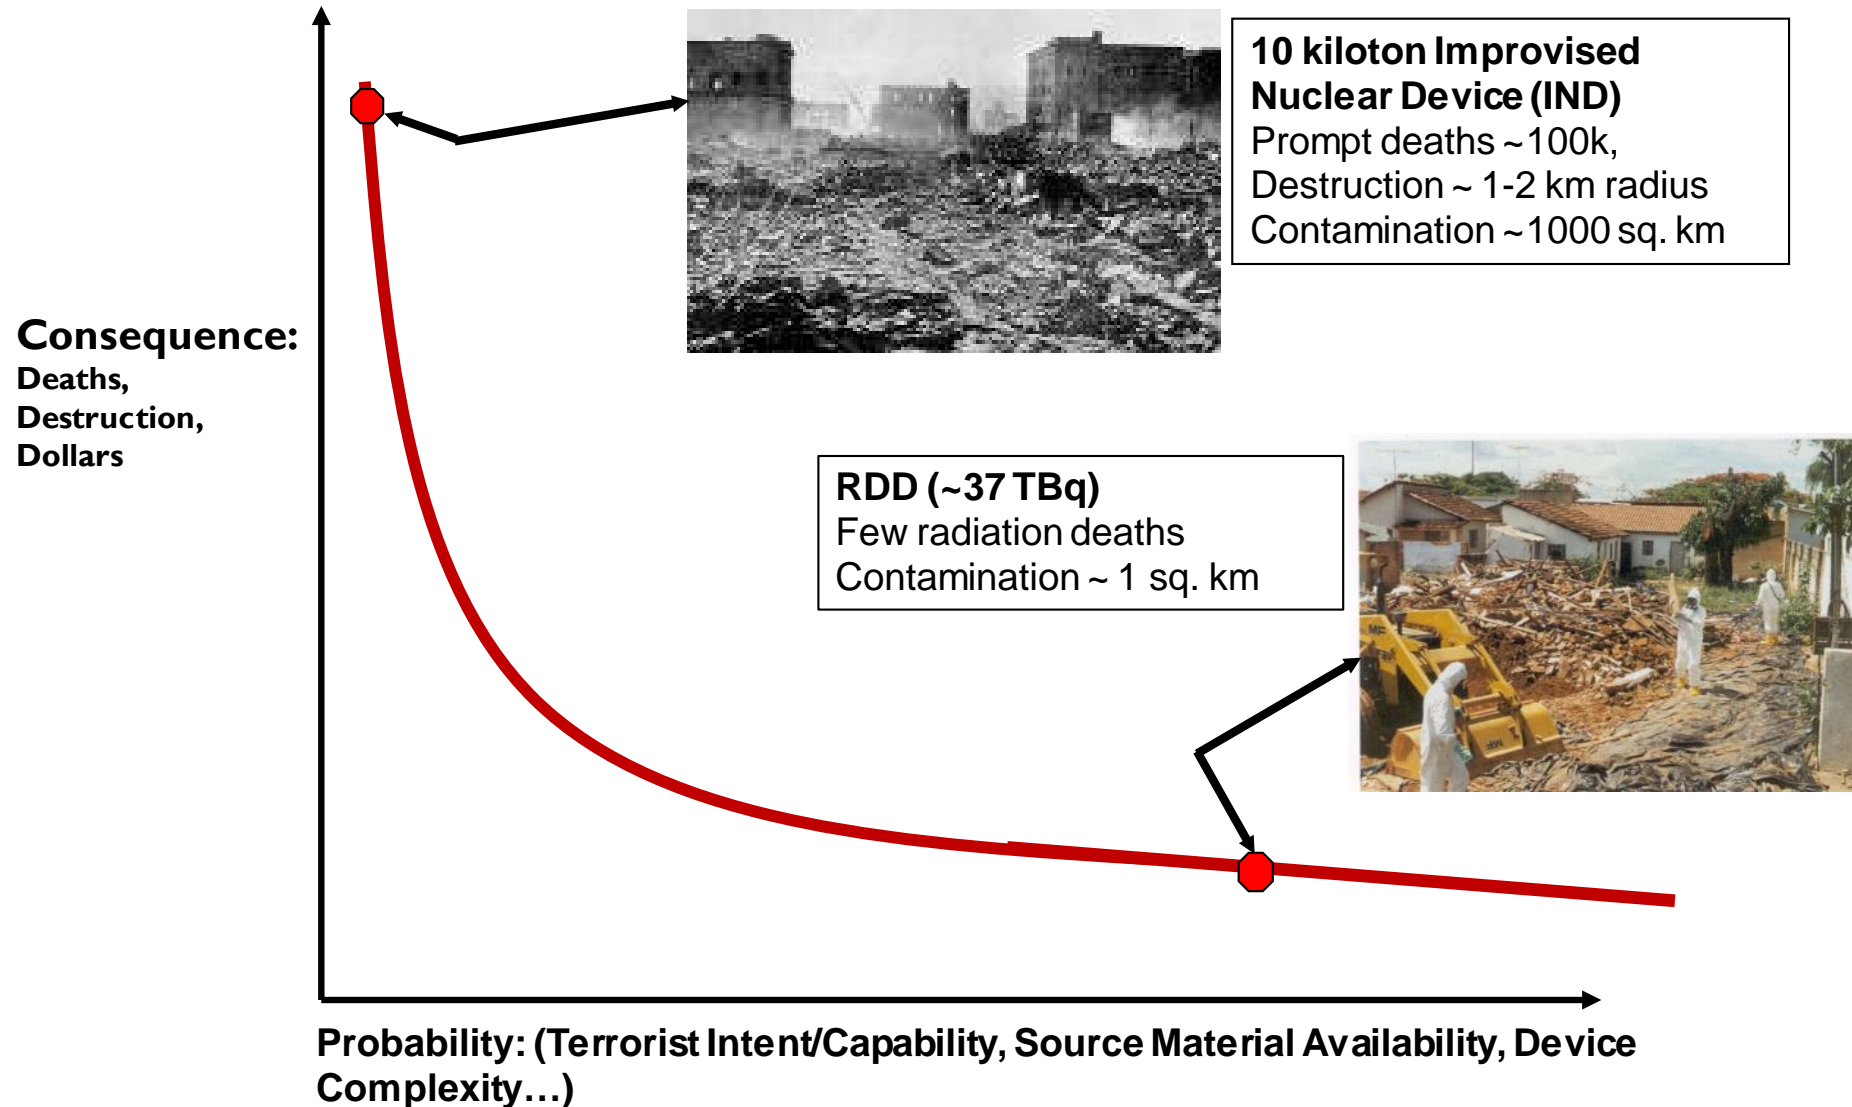 10 kiloton Improvised
Nuclear Device (IND)
Prompt deaths ~100k,
Destruction ~ 1-2 km radius
Contamination ~1000 sq. km
Consequence:
Deaths,
Destruction,
Dollars
RDD (~37 TBq)
Few radiation deaths
Contamination ~ 1 sq. km
MF
Probability: (Terrorist Intent/Capability, Source Material Availability, Device
Complexity…)